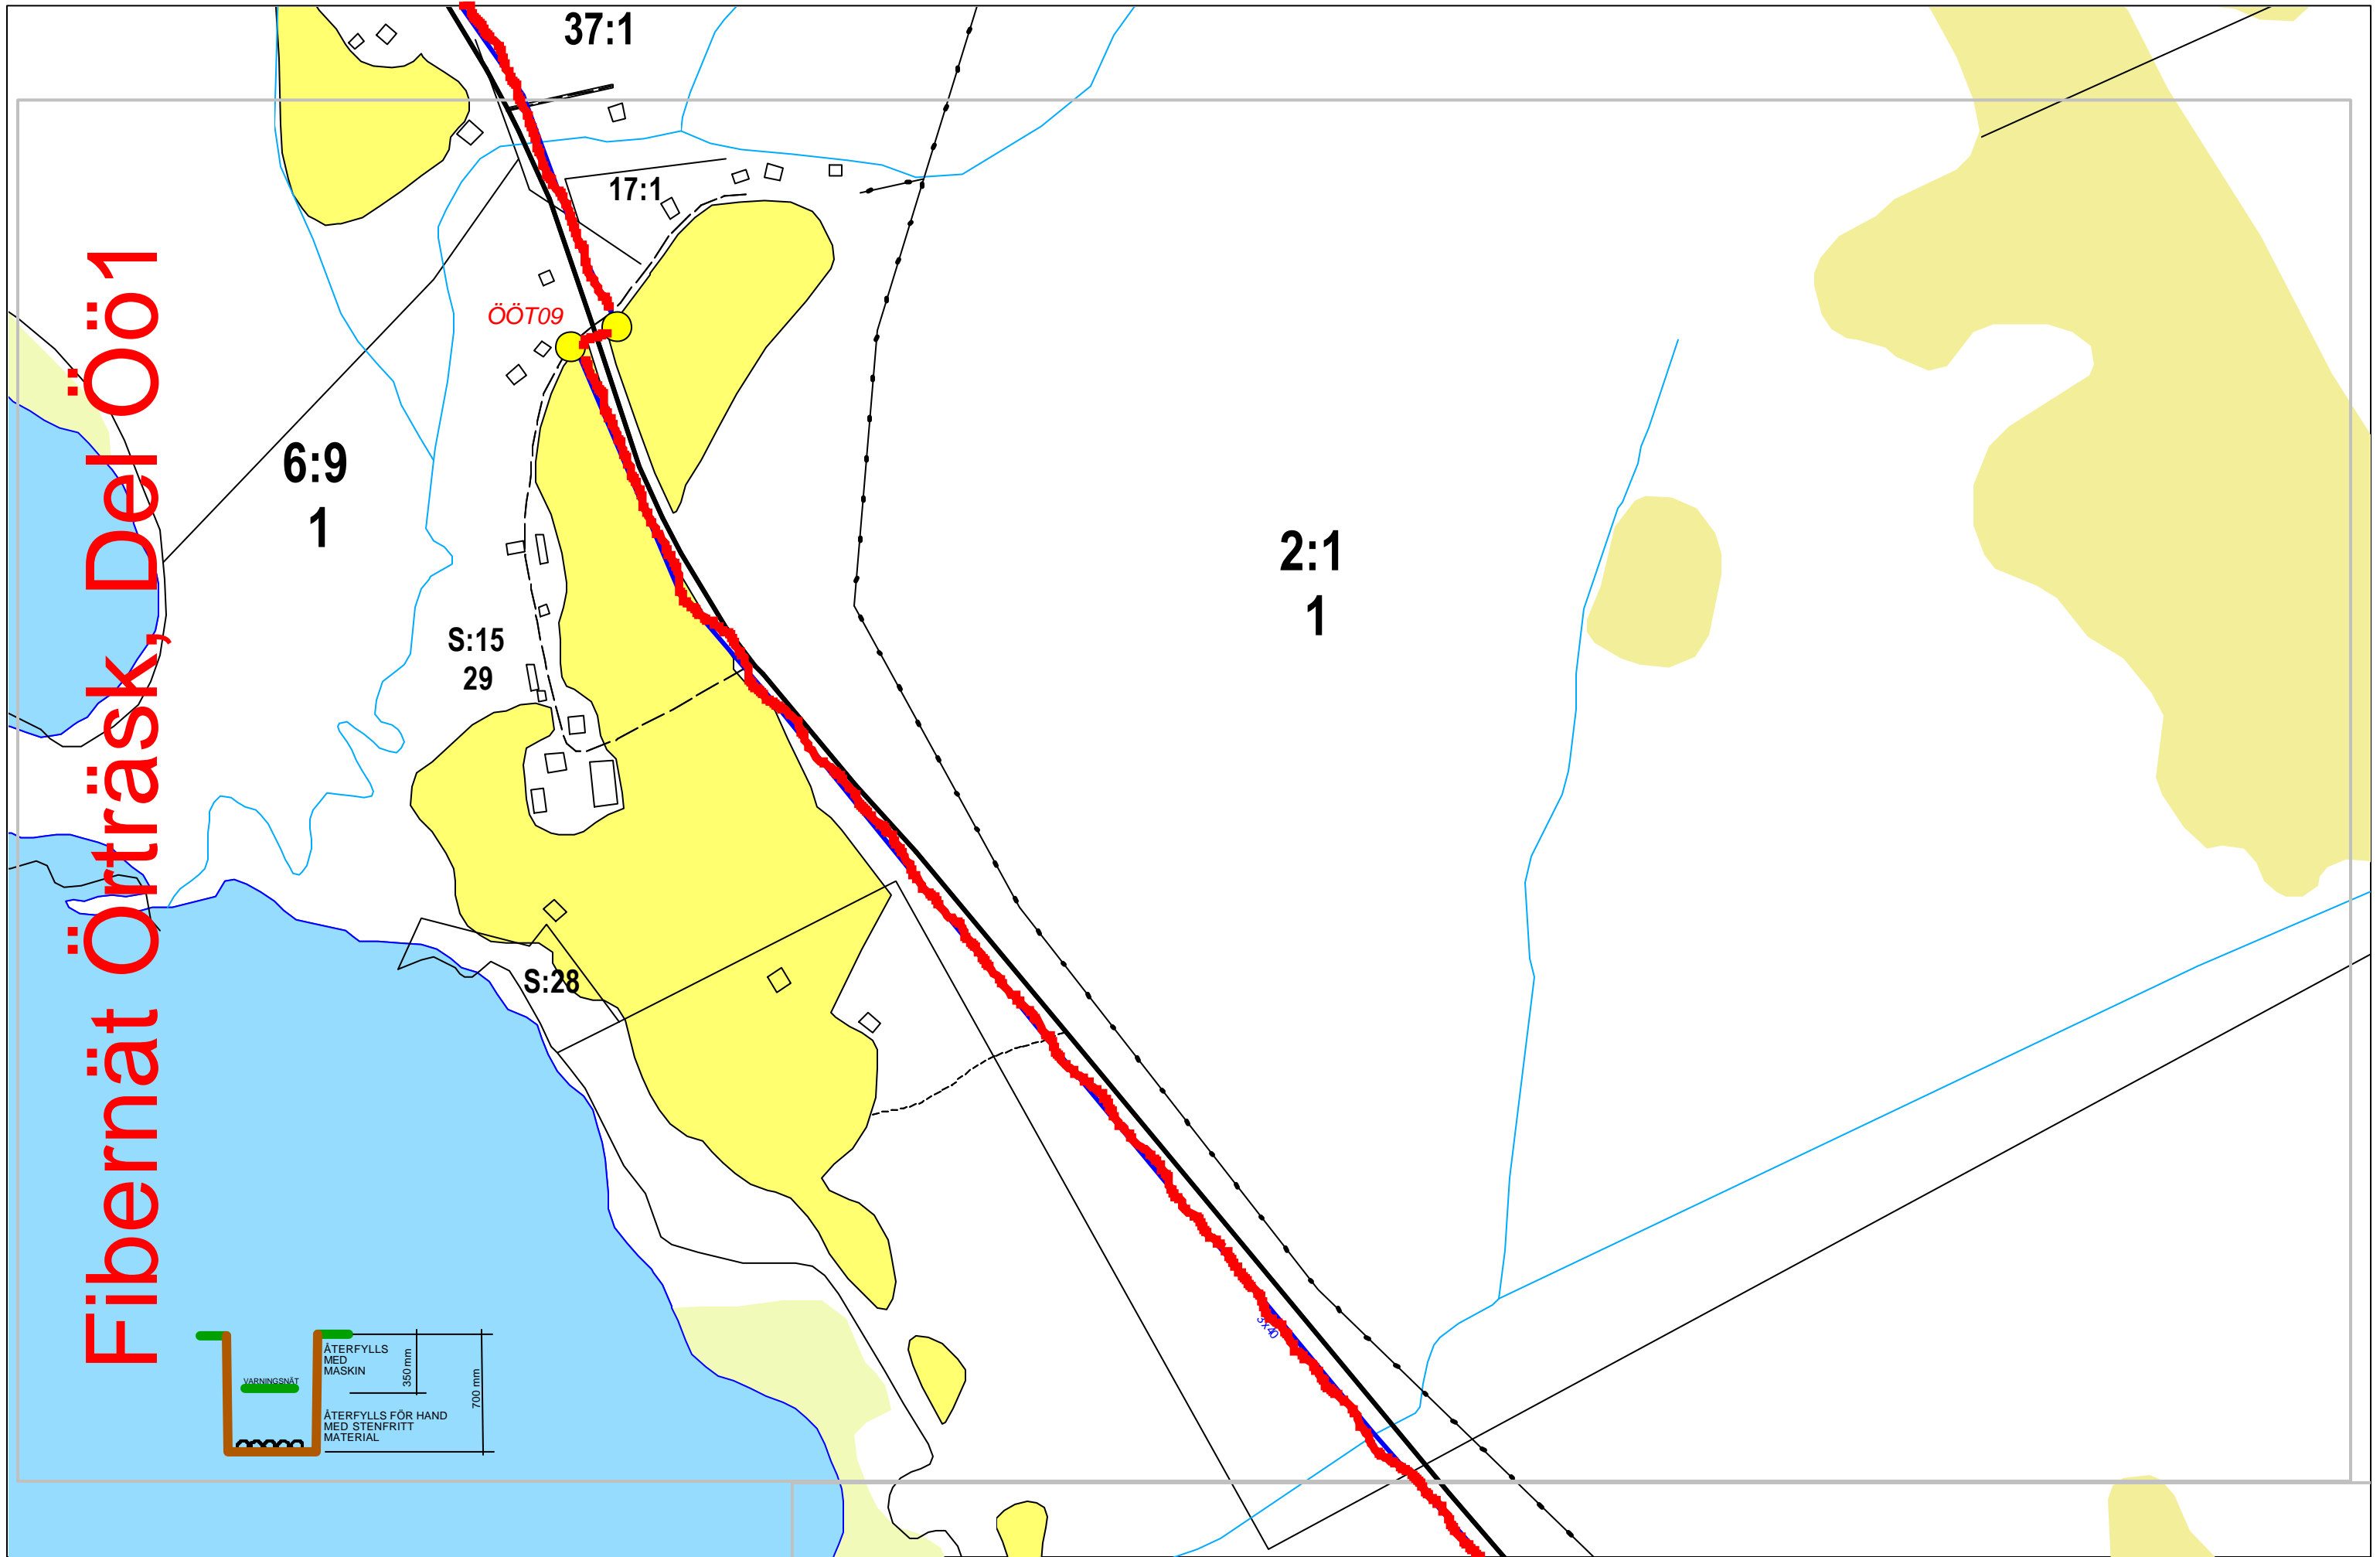 37:1
17:1
ÖÖT09
6:9
1
2:1
1
S:15
29
S:28
3x40
Fibernät Örträsk, Del Öö1
ÅTERFYLLS
MED
MASKIN
VARNINGSNÄT
350 mm
700 mm
ÅTERFYLLS FÖR HAND
MED STENFRITT
MATERIAL